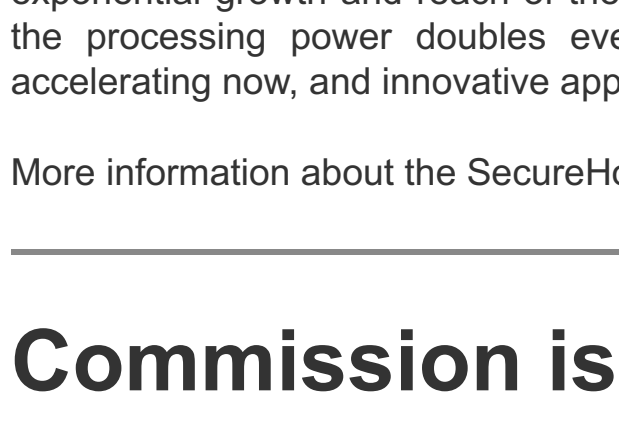 exponential growth and reach of the
the processing power doubles
accelerating now, and innovative
More information about the
Commission is